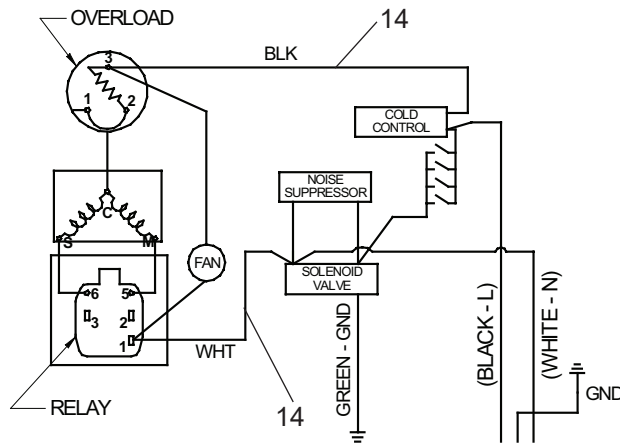 OVERLOAD
14
BLK
3
1
2
COLD
CONTROL
NOISE
SUPPRESSOR
C
S
M
FAN
SOLENOID
VALVE
6
5
3
2
1
WHT
GREEN - GND
(BLACK - L)
(WHITE - N)
GND
RELAY
14